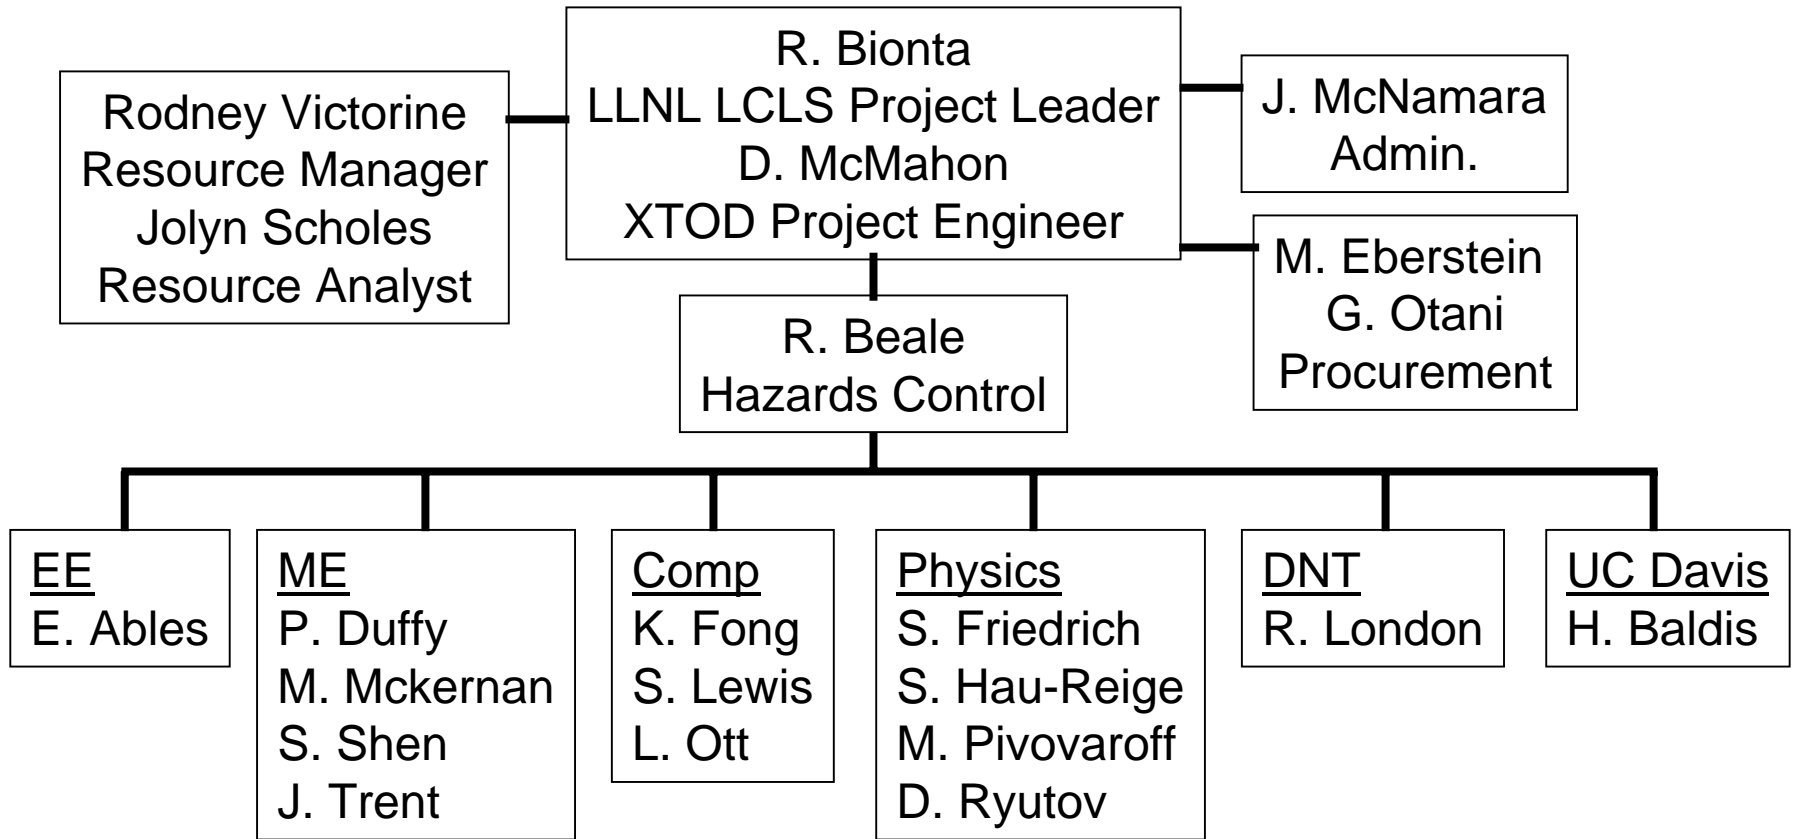 R. Bionta
LLNL LCLS Project Leader
D. McMahon
XTOD Project Engineer
Rodney Victorine
Resource Manager
Jolyn Scholes
Resource Analyst
J. McNamara
Admin.
M. Eberstein
G. Otani
Procurement
R. Beale
Hazards Control
EE
E. Ables
ME
P. Duffy
M. Mckernan
S. Shen
J. Trent
Comp
K. Fong
S. Lewis
L. Ott
Physics
S. Friedrich
S. Hau-Reige
M. Pivovaroff
D. Ryutov
DNT
R. London
UC Davis
H. Baldis